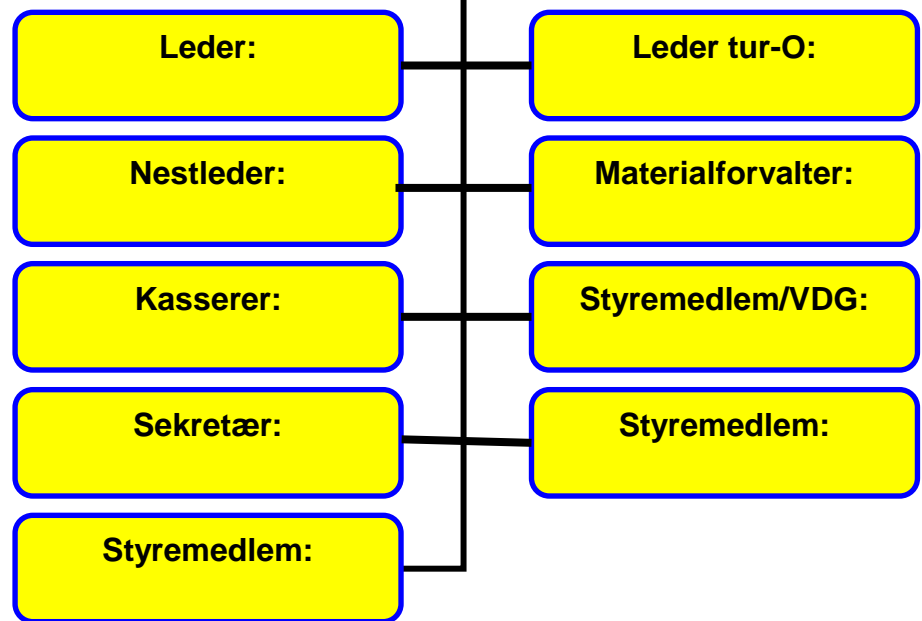 Leder:
Leder tur-O:
Nestleder:
Materialforvalter:
Kasserer:
Styremedlem/VDG:
Sekretær:
Styremedlem:
Styremedlem: